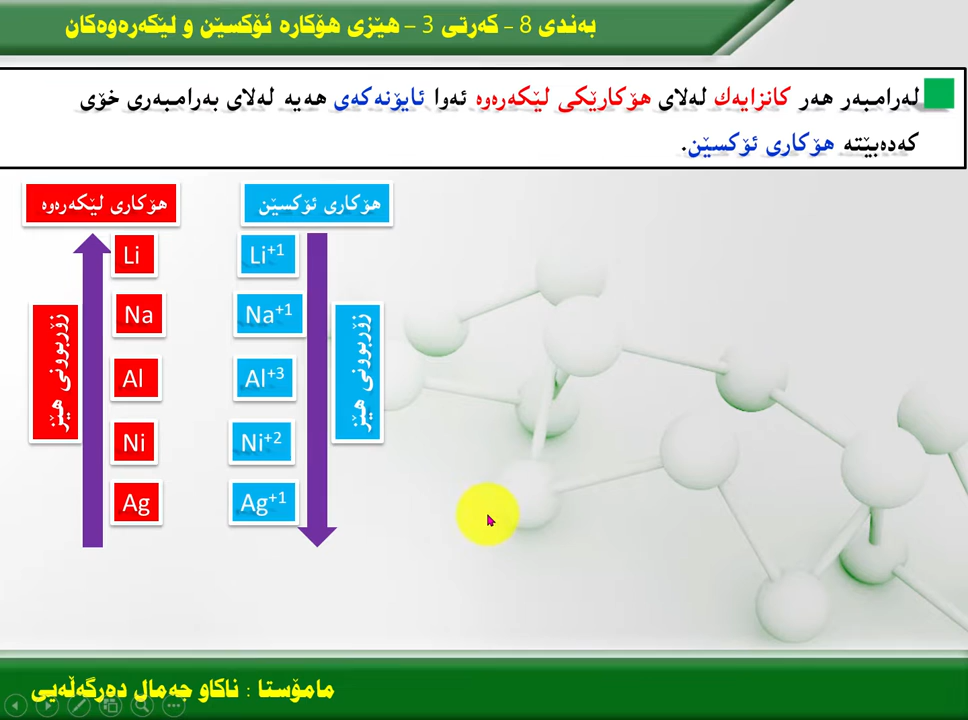 بەندی 8 - کەرتی 3 - هێزی هۆکارە ئۆکسێن و لێکەرەوەکان
لەرامبەر هەر کانزایەك لەلای هۆکارێکی لێکەرەوە ئەوا ئایۆنەکەی هەیە لەلای بەرامبەری خۆی
کەدەبێتە هۆکاری ئۆکسێن.
هۆکاری ئۆکسێن
هۆکاری لێکەرەوە
Li
Li+1
Na
Na+1
زۆربوونی هێز
زۆربوونی هێز
Al
Al+3
Ni
Ni+2
Ag
Ag+1
مامۆستا : ناکاو جەمال دەرگەڵەیی